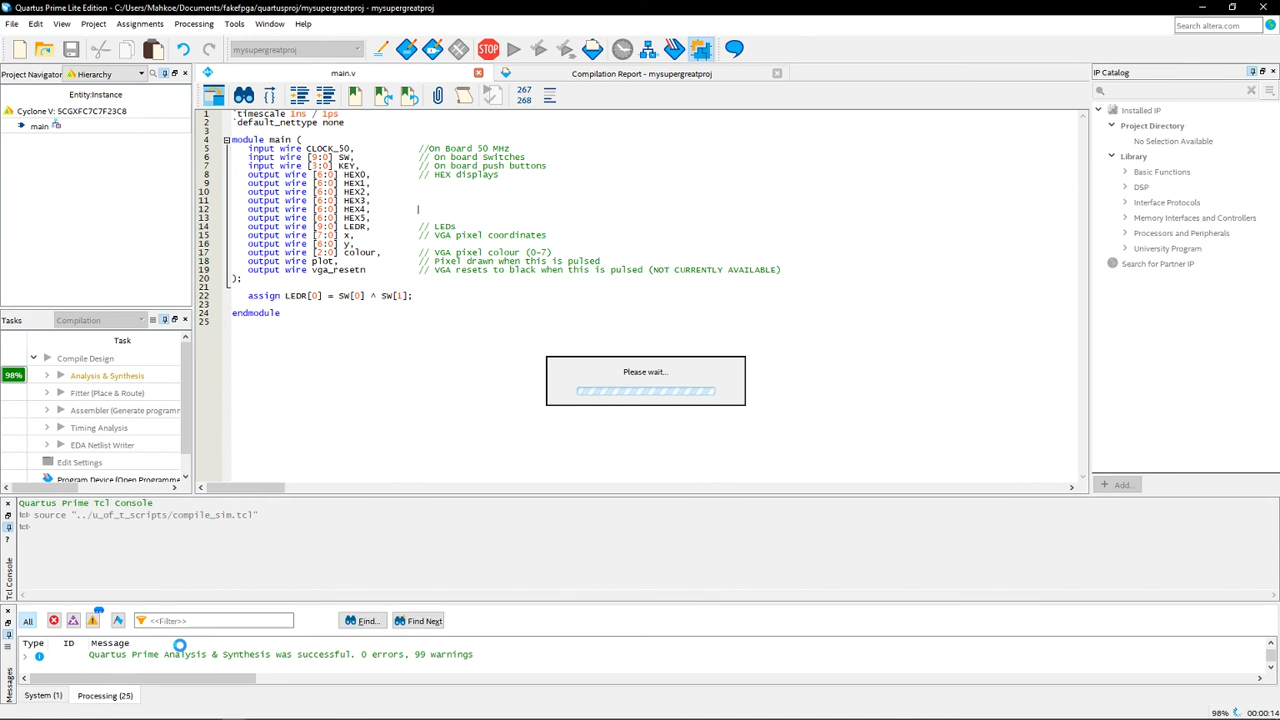 Quartus Prime Lite Edition - C:/Users/Mahkoe/Documents/fakefpga/quartusproj/mysupergreatproj - mysupergreatproj
File Edit View Project Assignments Processing Tools Window Help
Search altera.com
mysupergreatproj
STOP
Project Navigator Hierarchy
main.v
Compilation Report - mysupergreatproj
IP Catalog
Entity:Instance
Cyclone V: 5CGXFC7C7F23C8
main
267
268
1 `timescale 1ns / 1ps
2 `default_nettype none
3
4 module main (
5 input wire CLOCK_50, //On Board 50 MHz
6 input wire [9:0] SW, // On board Switches
7 input wire [3:0] KEY, // On board push buttons
8 output wire [6:0] HEX0, // HEX displays
9 output wire [6:0] HEX1,
10 output wire [6:0] HEX2,
11 output wire [6:0] HEX3,
12 output wire [6:0] HEX4,
13 output wire [6:0] HEX5,
14 output wire [9:0] LEDR, // LEDs
15 output wire [7:0] x, // VGA pixel coordinates
16 output wire [6:0] y,
17 output wire [2:0] colour, // VGA pixel colour (0-7)
18 output wire plot, // Pixel drawn when this is pulsed
19 output wire vga_resetn // VGA resets to black when this is pulsed (NOT CURRENTLY AVAILABLE)
20 );
21
22 assign LEDR[0] = SW[0] ^ SW[1];
23
24 endmodule
25
Installed IP
Project Directory
No Selection Available
Library
Basic Functions
DSP
Interface Protocols
Memory Interfaces and Controllers
Processors and Peripherals
University Program
Search for Partner IP
+ Add...
Tasks Compilation
Task
Compile Design
98% Analysis & Synthesis
Fitter (Place & Route)
Assembler (Generate programm
Timing Analysis
EDA Netlist Writer
Edit Settings
Program Device (Open Programme
Please wait...
Quartus Prime Tcl Console
tcl> source "../u_of_t_scripts/compile_sim.tcl"
tcl>
Tcl Console
All <<Filter>> Find... Find Next
Type ID Message
Quartus Prime Analysis & Synthesis was successful. 0 errors, 99 warnings
Messages
System (1) Processing (25)
98% 00:00:14